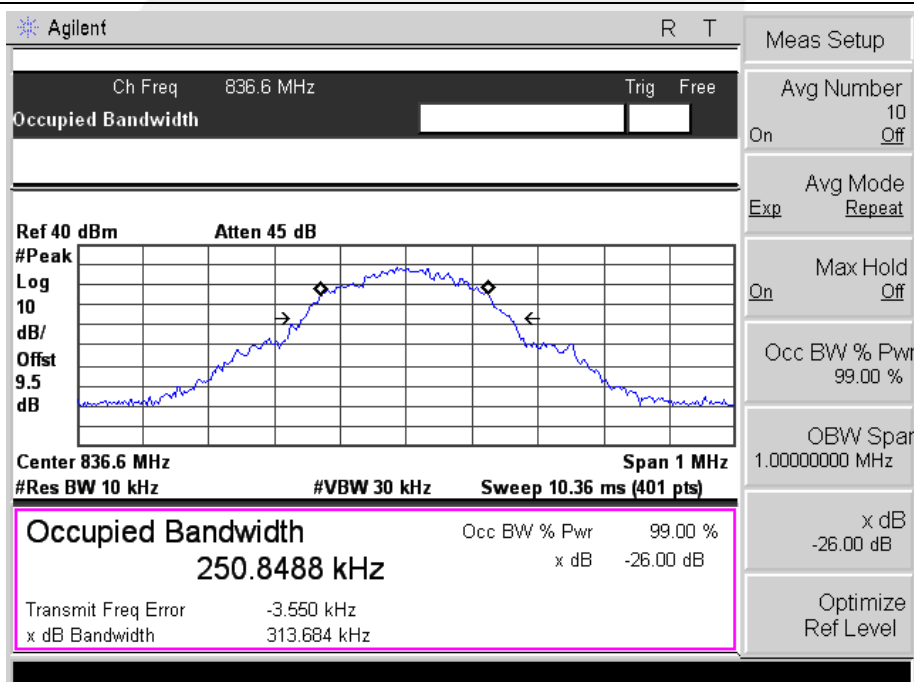 Agilent R T
Ch Freq 836.6 MHz Trig Free
Occupied Bandwidth
Ref 40 dBm Atten 45 dB
#Peak
Log
10
dB/
Offst
9.5
dB
Center 836.6 MHz Span 1 MHz
#Res BW 10 kHz #VBW 30 kHz Sweep 10.36 ms (401 pts)
Occupied Bandwidth
250.8488 kHz
Occ BW % Pwr 99.00 %
x dB -26.00 dB
Transmit Freq Error -3.550 kHz
x dB Bandwidth 313.684 kHz
Meas Setup
Avg Number
10
On Off
Avg Mode
Exp Repeat
Max Hold
On Off
Occ BW % Pwr
99.00 %
OBW Span
1.00000000 MHz
x dB
-26.00 dB
Optimize
Ref Level